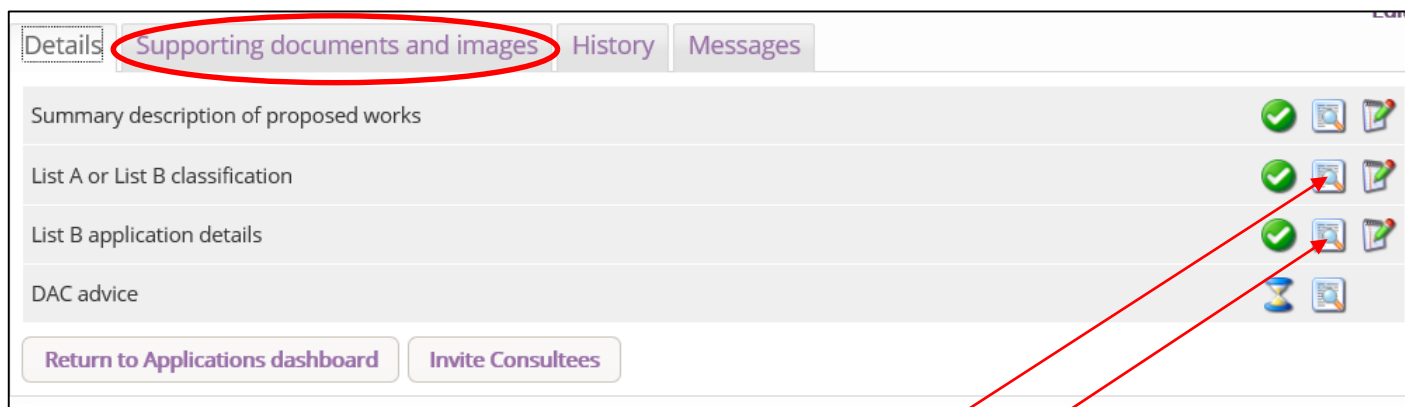 Details Supporting documents and images History Messages
Summary description of proposed works
List A or List B classification
List B application details
DAC advice
Return to Applications dashboard Invite Consultees